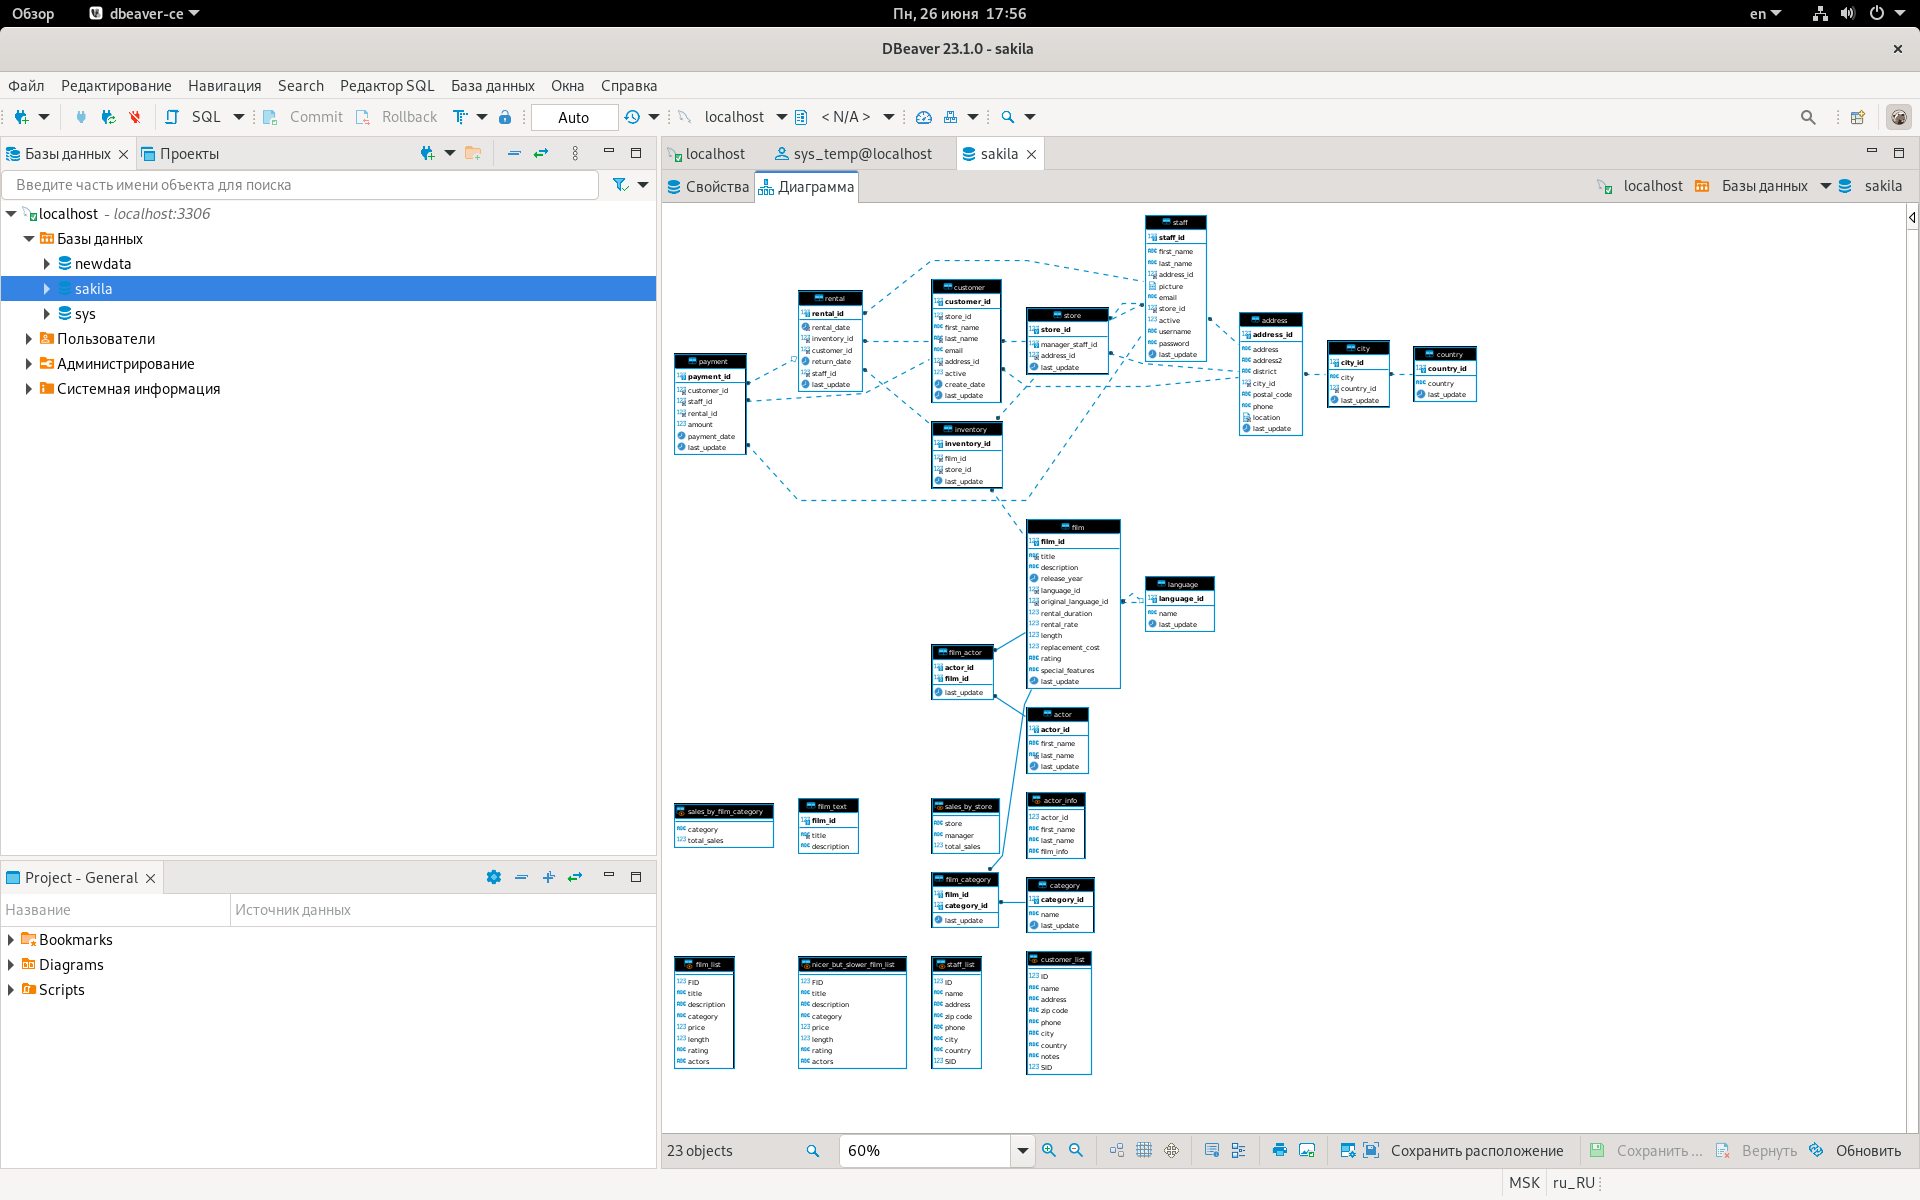 Обзор
dbeaver-ce
Пн, 26 июня 17:56
en
DBeaver 23.1.0 - sakila
Файл Редактирование Навигация Search Редактор SQL База данных Окна Справка
SQL Commit Rollback Auto localhost < N/A >
Базы данных
Проекты
Введите часть имени объекта для поиска
localhost - localhost:3306
Базы данных
newdata
sakila
sys
Пользователи
Администрирование
Системная информация
Project - General
Название Источник данных
Bookmarks
Diagrams
Scripts
localhost sys_temp@localhost sakila
Свойства Диаграмма
localhost Базы данных sakila
staff
staff_id
first_name
last_name
address_id
picture
email
store_id
active
username
password
last_update
customer
customer_id
store_id
first_name
last_name
email
address_id
active
create_date
last_update
rental
rental_id
rental_date
inventory_id
customer_id
return_date
staff_id
last_update
store
store_id
manager_staff_id
address_id
last_update
address
address_id
address
address2
district
city_id
postal_code
phone
location
last_update
city
city_id
city
country_id
last_update
country
country_id
country
last_update
payment
payment_id
customer_id
staff_id
rental_id
amount
payment_date
last_update
inventory
inventory_id
film_id
store_id
last_update
film
film_id
title
description
release_year
language_id
original_language_id
rental_duration
rental_rate
length
replacement_cost
rating
special_features
last_update
language
language_id
name
last_update
film_actor
actor_id
film_id
last_update
actor
actor_id
first_name
last_name
last_update
sales_by_film_category
category
total_sales
film_text
film_id
title
description
sales_by_store
store
manager
total_sales
actor_info
actor_id
first_name
last_name
film_info
film_category
film_id
category_id
last_update
category
category_id
name
last_update
film_list
FID
title
description
category
price
length
rating
actors
nicer_but_slower_film_list
FID
title
description
category
price
length
rating
actors
staff_list
ID
name
address
zip code
phone
city
country
SID
customer_list
ID
name
address
zip code
phone
city
country
notes
SID
23 objects
60%
Сохранить расположение
Сохранить ...
Вернуть
Обновить
MSK
ru_RU